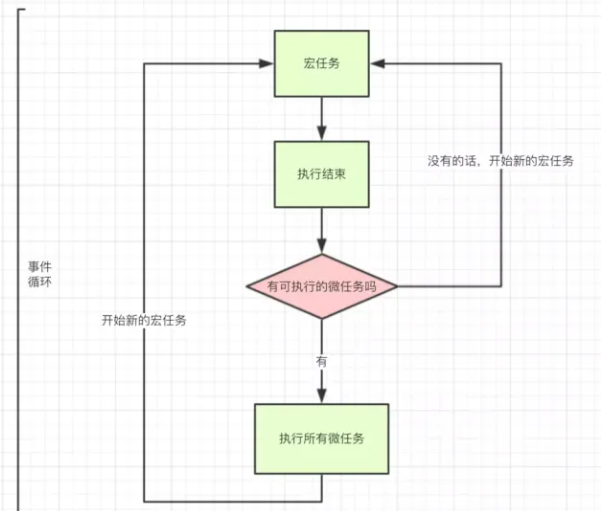 宏任务
没有的话，开始新的宏任务
执行结束
事件
循环
有可执行的微任务吗
开始新的宏任务
有
执行所有微任务